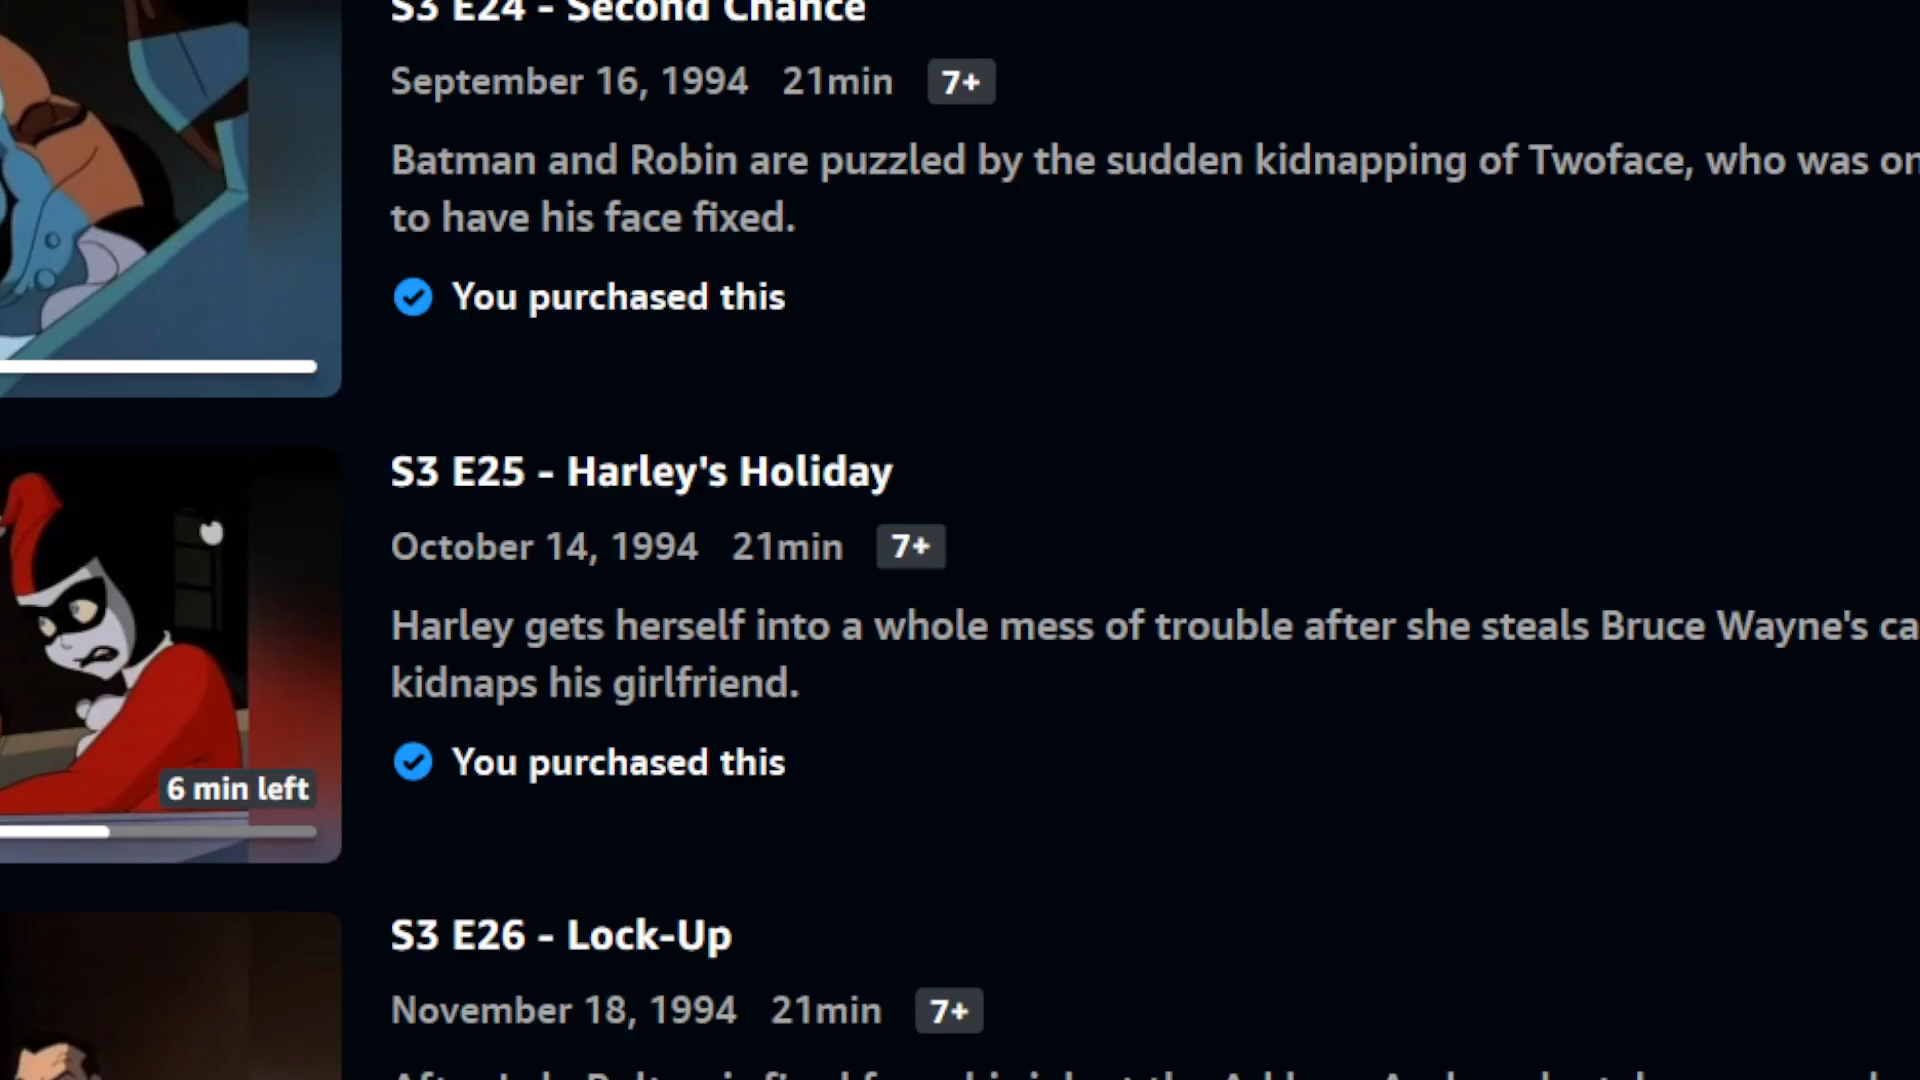 S3 E24 - Second Chance
September 16, 1994 21min 7+
Batman and Robin are puzzled by the sudden kidnapping of Twoface, who was on
to have his face fixed.
You purchased this
S3 E25 - Harley's Holiday
October 14, 1994 21min 7+
Harley gets herself into a whole mess of trouble after she steals Bruce Wayne's
kidnaps his girlfriend.
You purchased this
6 min left
S3 E26 - Lock-Up
November 18, 1994 21min 7+